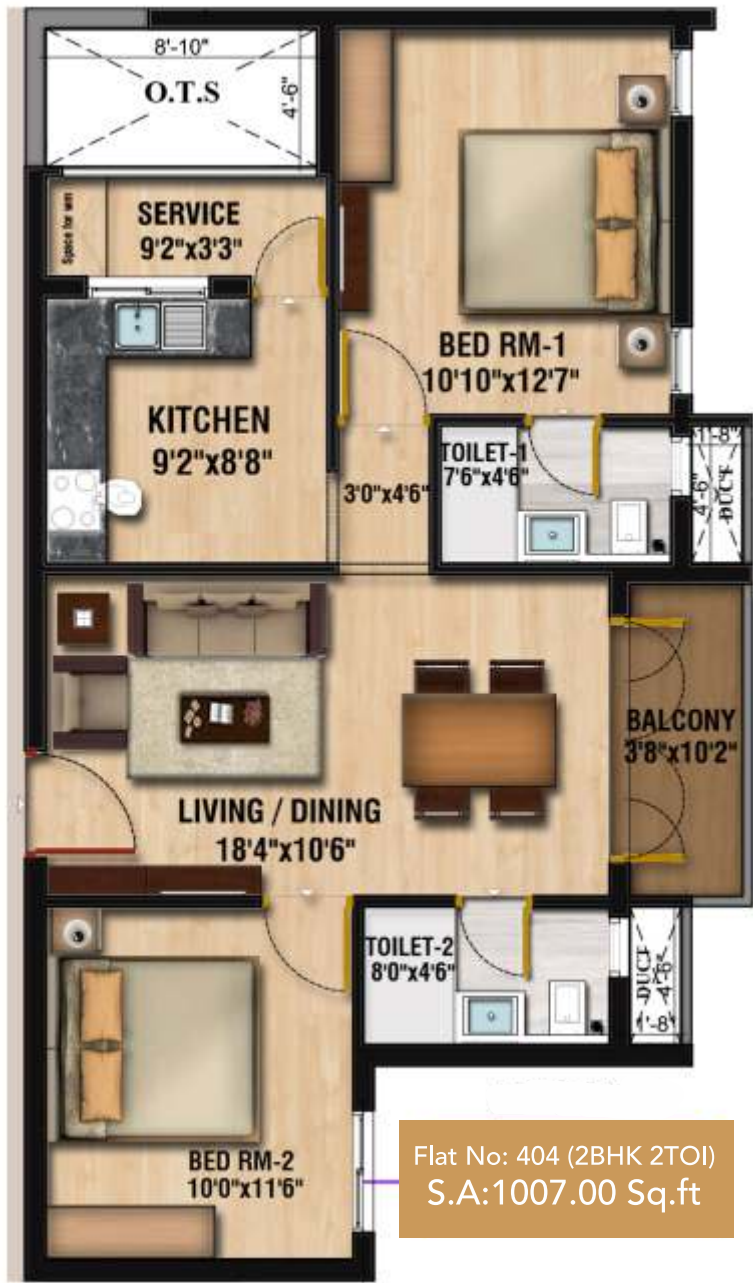 8'-10"
O.T.S
4'-6"
Space for wm
SERVICE
9'2"x3'3"
BED RM-1
10'10"x12'7"
KITCHEN
9'2"x8'8"
TOILET-1
7'6"x4'6"
3'0"x4'6"
1'-8"
4'-6"
DUCT
BALCONY
3'8"x10'2"
LIVING / DINING
18'4"x10'6"
TOILET-2
8'0"x4'6"
DUCT
4'-6"
1'-8"
BED RM-2
10'0"x11'6"
Flat No: 404 (2BHK 2TOI)
S.A:1007.00 Sq.ft